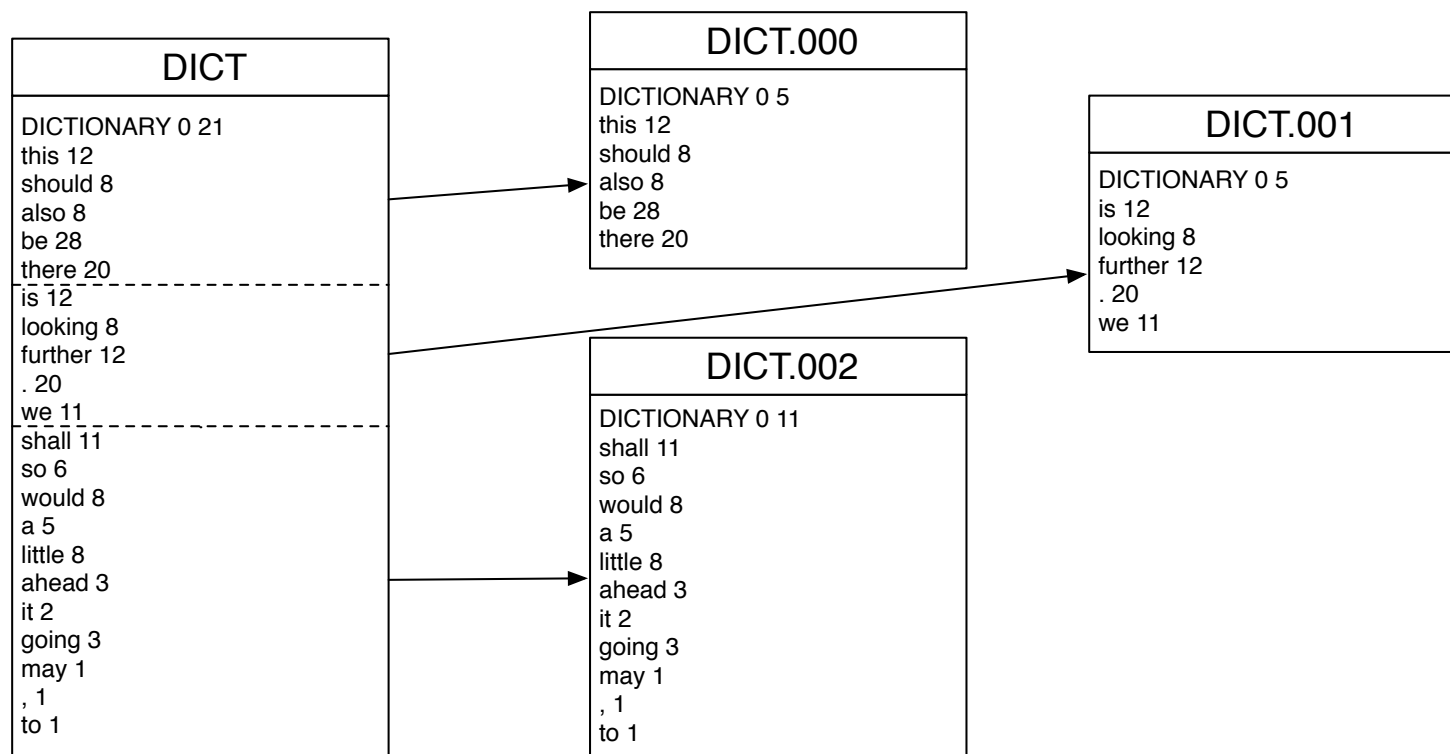 DICT
DICTIONARY 0 21
this 12
should 8
also 8
be 28
there 20
is 12
looking 8
further 12
. 20
we 11
shall 11
so 6
would 8
a 5
little 8
ahead 3
it 2
going 3
may 1
, 1
to 1
DICT.000
DICTIONARY 0 5
this 12
should 8
also 8
be 28
there 20
DICT.001
DICTIONARY 0 5
is 12
looking 8
further 12
. 20
we 11
DICT.002
DICTIONARY 0 11
shall 11
so 6
would 8
a 5
little 8
ahead 3
it 2
going 3
may 1
, 1
to 1